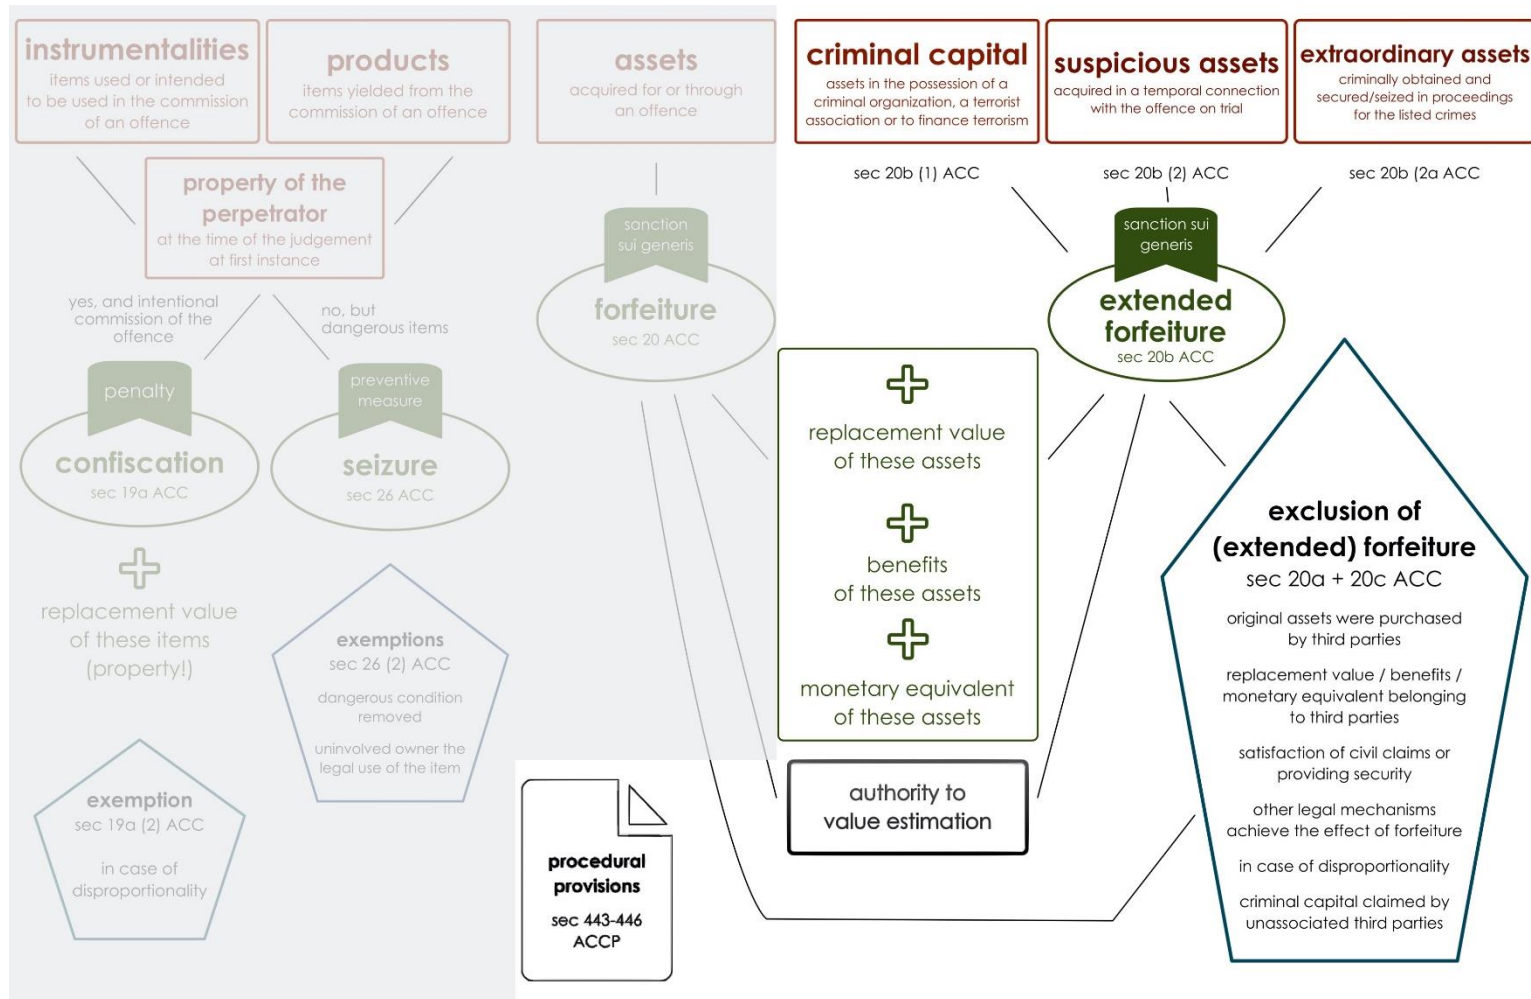 instrumentalities
items used or intended
to be used in the commission
of an offence
products
items yielded from the
commission of an offence
assets
acquired for or through
an offence
criminal capital
assets in the possession of a
criminal organization, a terrorist
association or to finance terrorism
suspicious assets
acquired in a temporal connection
with the offence on trial
extraordinary assets
criminally obtained and
secured/seized in proceedings
for the listed crimes
property of the
perpetrator
at the time of the judgement
at first instance
sec 20b (1) ACC
sec 20b (2) ACC
sec 20b (2a ACC
yes, and intentional
commission of the
offence
no, but
dangerous items
sanction
sui generis
forfeiture
sec 20 ACC
sanction sui
generis
extended
forfeiture
sec 20b ACC
penalty
confiscation
sec 19a ACC
preventive
measure
seizure
sec 26 ACC
replacement value
of these items
(property!)
exemptions
sec 26 (2) ACC
dangerous condition
removed
uninvolved owner the
legal use of the item
exemption
sec 19a (2) ACC
in case of
disproportionality
replacement value
of these assets
benefits
of these assets
monetary equivalent
of these assets
authority to
value estimation
procedural
provisions
sec 443-446
ACCP
exclusion of
(extended) forfeiture
sec 20a + 20c ACC
original assets were purchased
by third parties
replacement value / benefits /
monetary equivalent belonging
to third parties
satisfaction of civil claims or
providing security
other legal mechanisms
achieve the effect of forfeiture
in case of disproportionality
criminal capital claimed by
unassociated third parties